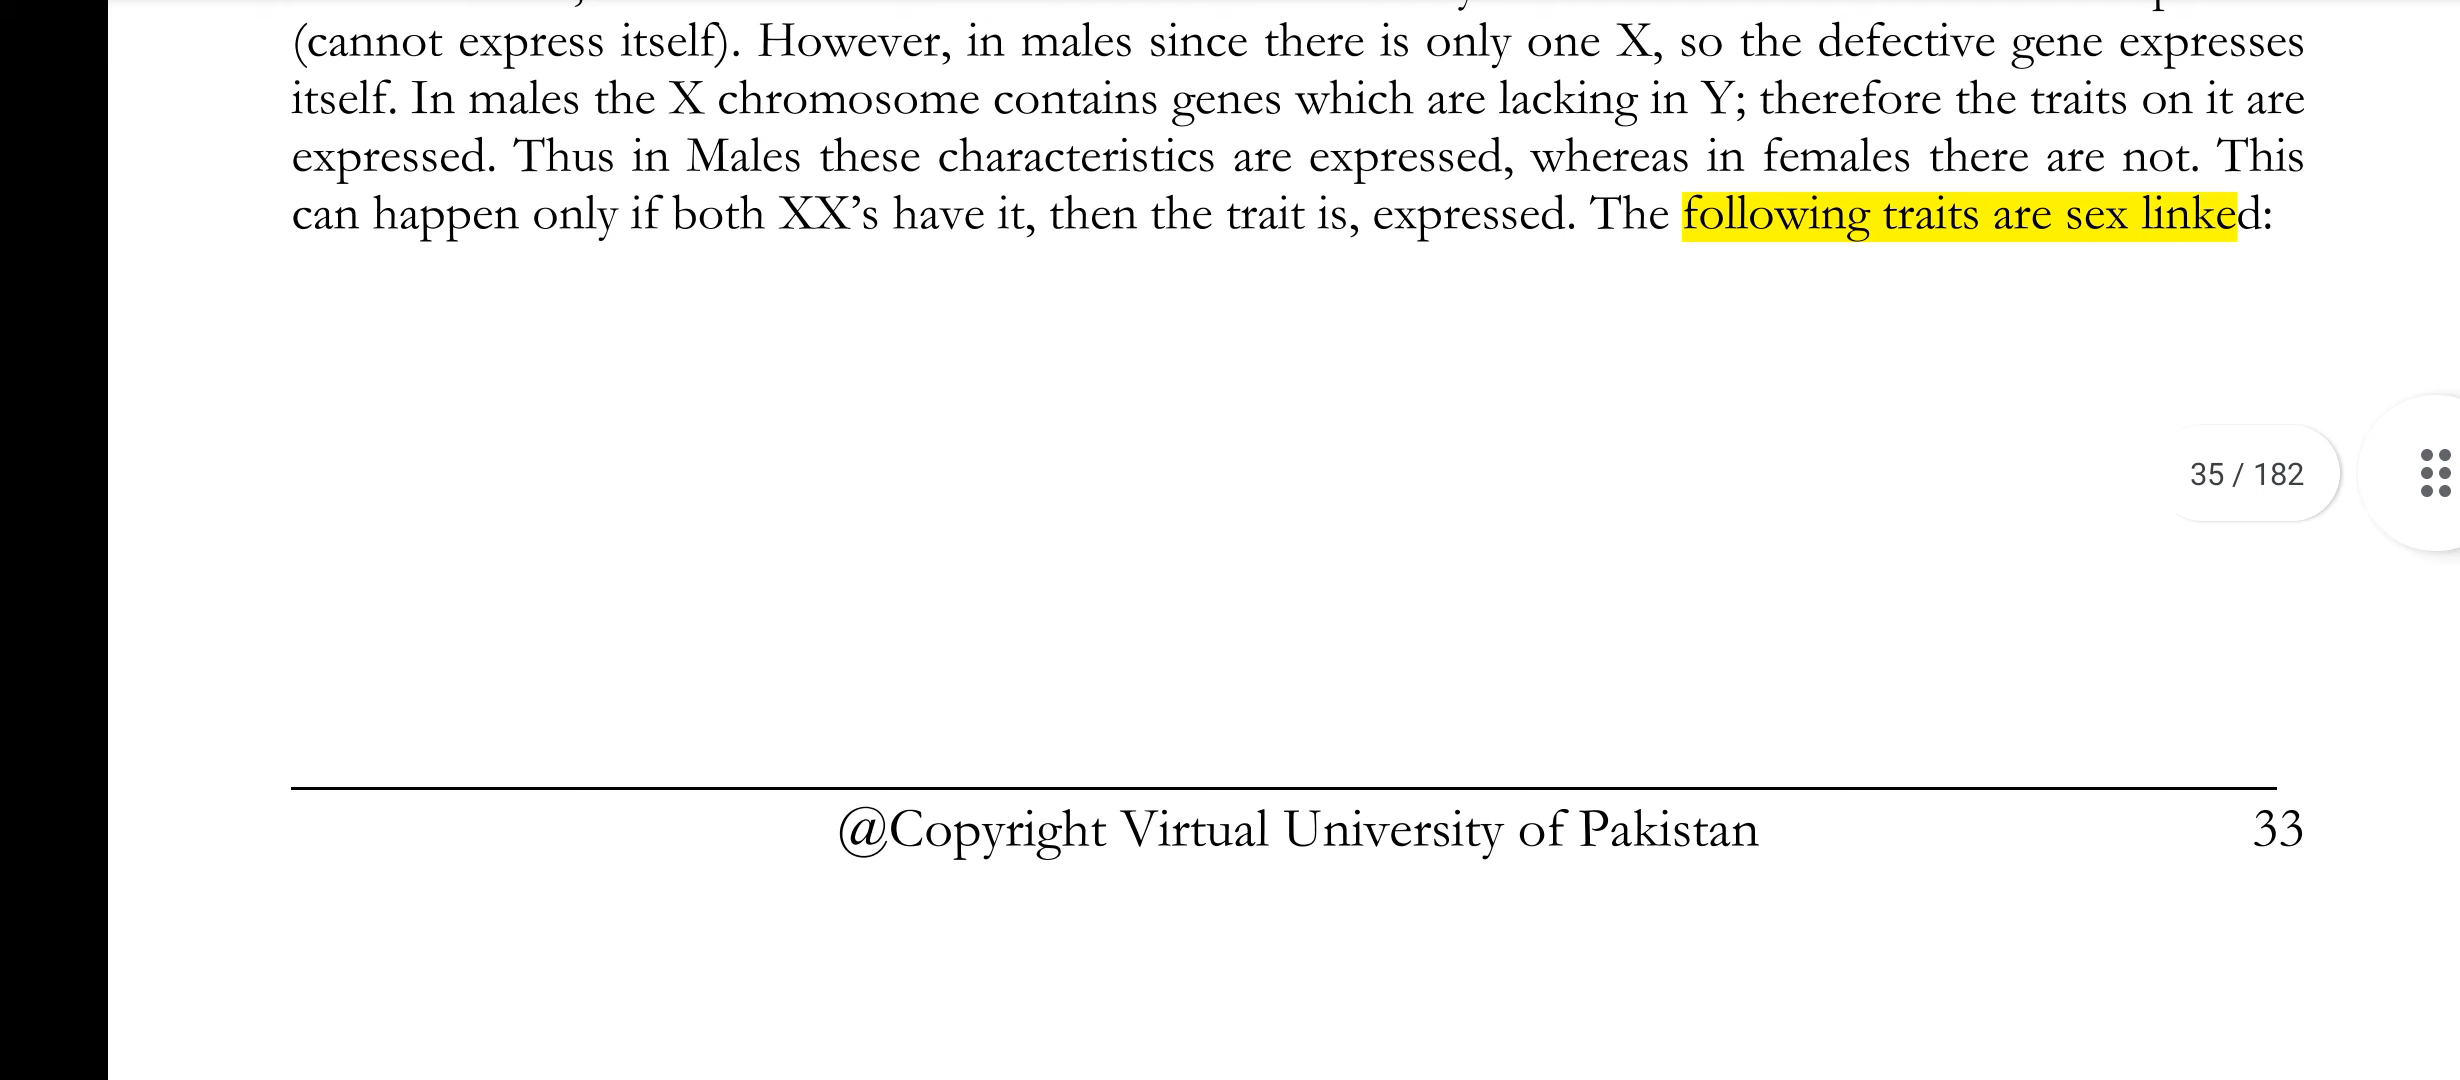 (cannot express itself). However, in males since there is only one X, so the defective gene expresses
itself. In males the X chromosome contains genes which are lacking in Y; therefore the traits on it are
expressed. Thus in Males these characteristics are expressed, whereas in females there are not. This
can happen only if both XX’s have it, then the trait is, expressed. The following traits are sex linked:
35 / 182
@Copyright Virtual University of Pakistan 33